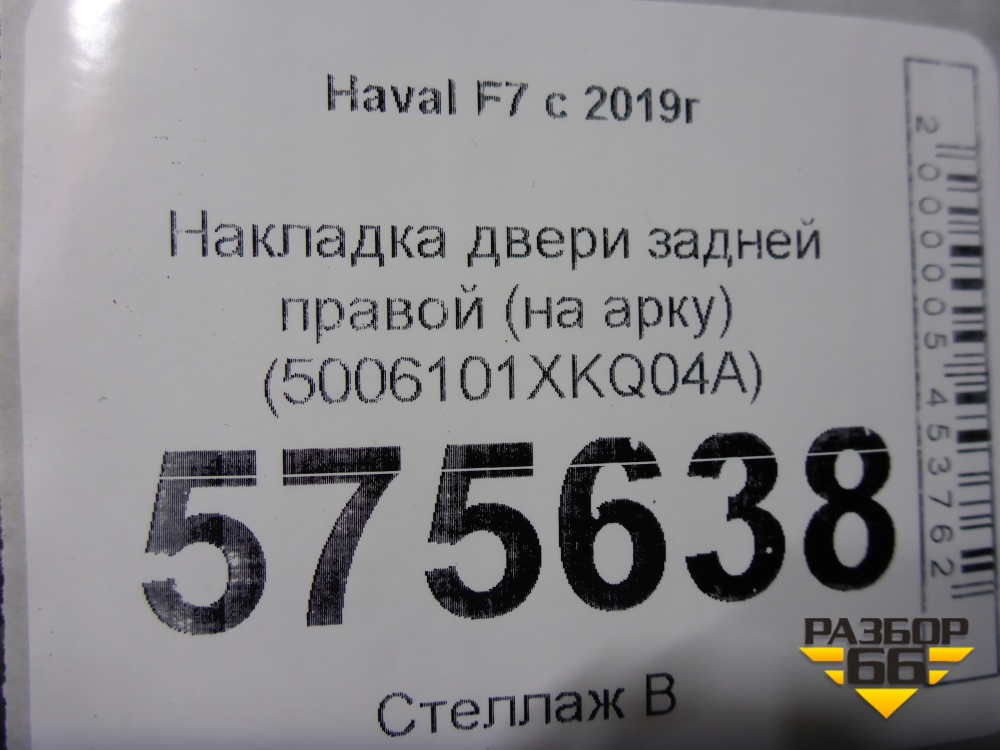 Haval F7 с 2019г
Накладка двери задней
правой (на арку)
(5006101XKQ04A)
575638
Стеллаж В
2000005453762
РАЗБОР
66